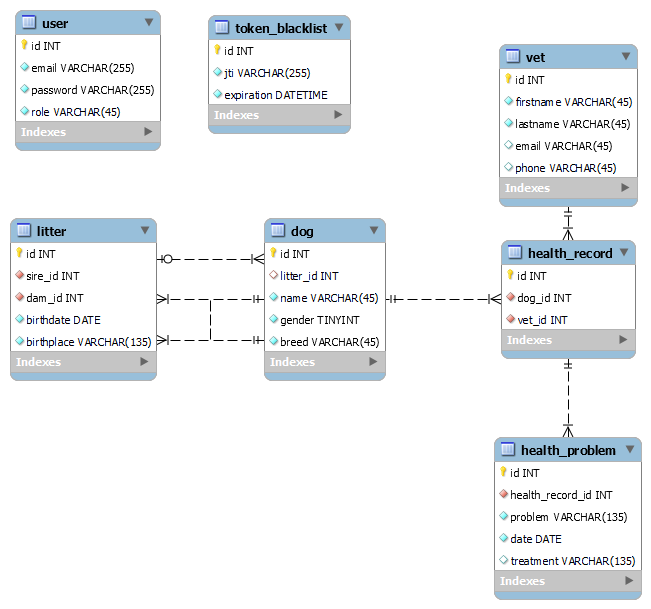 user
id INT
email VARCHAR(255)
password VARCHAR(255)
role VARCHAR(45)
Indexes
token_blacklist
id INT
jti VARCHAR(255)
expiration DATETIME
Indexes
vet
id INT
firstname VARCHAR(45)
lastname VARCHAR(45)
email VARCHAR(45)
phone VARCHAR(45)
Indexes
litter
id INT
sire_id INT
dam_id INT
birthdate DATE
birthplace VARCHAR(135)
Indexes
dog
id INT
litter_id INT
name VARCHAR(45)
gender TINYINT
breed VARCHAR(45)
Indexes
health_record
id INT
dog_id INT
vet_id INT
Indexes
health_problem
id INT
health_record_id INT
problem VARCHAR(135)
date DATE
treatment VARCHAR(135)
Indexes